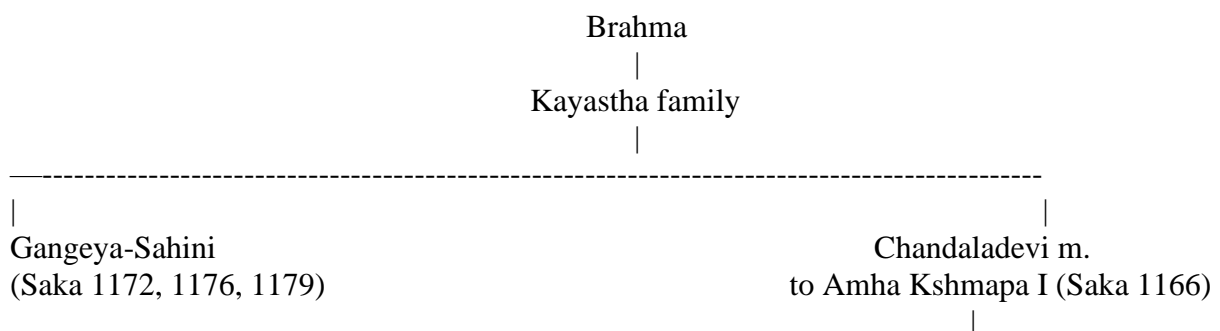 Brahma
|
Kayastha family
|
—-----------------------------------------------------------------------------------------------
| |
Gangeya-Sahini Chandaladevi m.
(Saka 1172, 1176, 1179) to Amha Kshmapa I (Saka 1166)
|